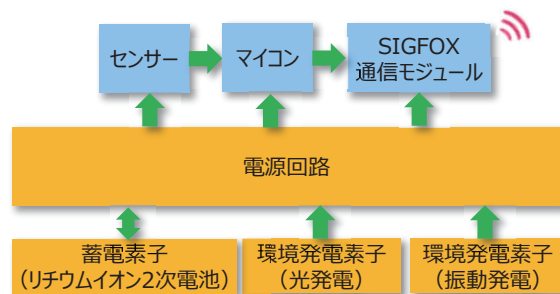 センサー
マイコン
SIGFOX
通信モジュール
電源回路
蓄電素子
（リチウムイオン2次電池）
環境発電素子
（光発電）
環境発電素子
（振動発電）